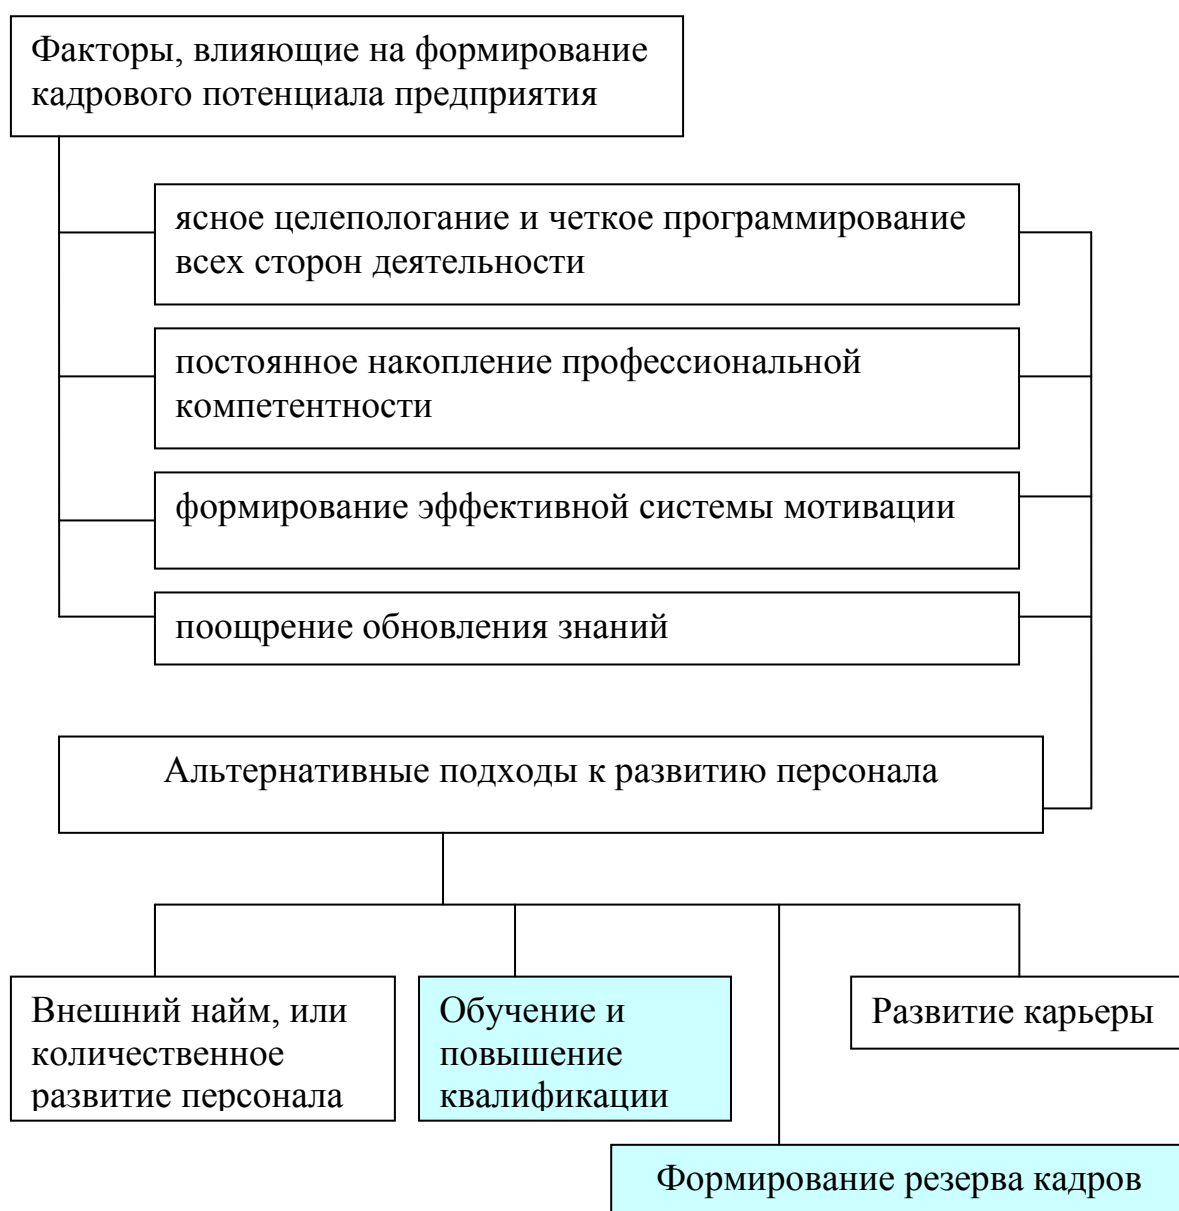 Факторы, влияющие на формирование
кадрового потенциала предприятия
ясное целепологание и четкое программирование
всех сторон деятельности
постоянное накопление профессиональной
компетентности
формирование эффективной системы мотивации
поощрение обновления знаний
Альтернативные подходы к развитию персонала
Внешний найм, или
количественное
развитие персонала
Обучение и
повышение
квалификации
Развитие карьеры
Формирование резерва кадров